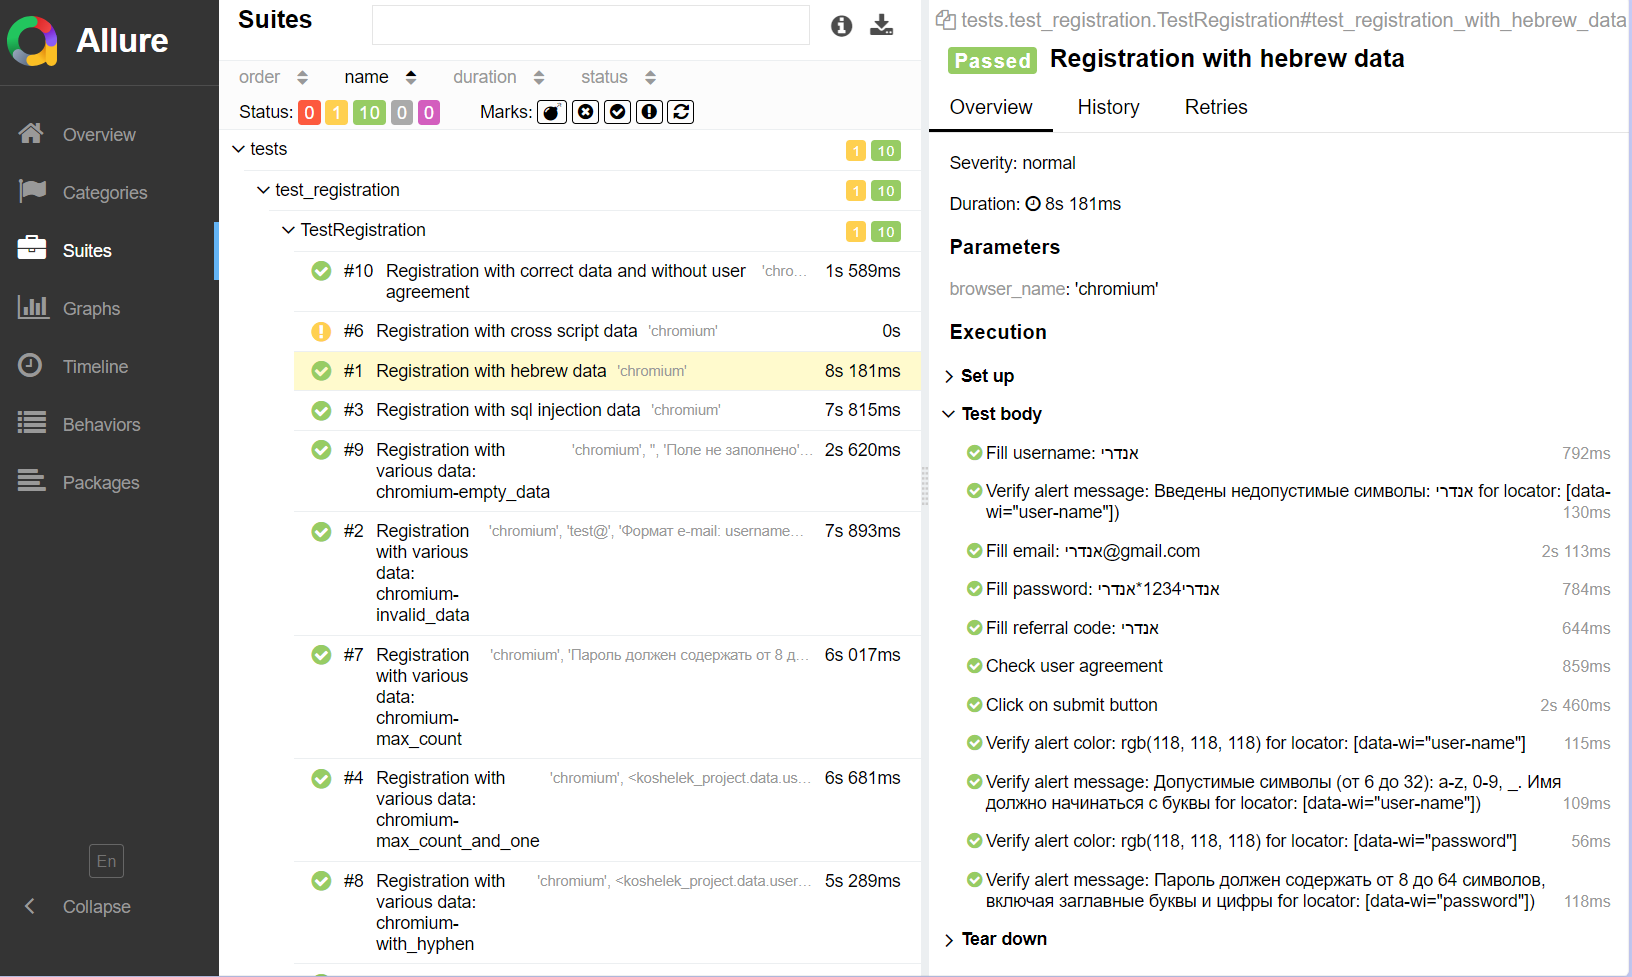 Allure
Overview
Categories
Suites
Graphs
Timeline
Behaviors
Packages
En
Collapse
Suites
order name duration status
Status: 0 1 10 0 0 Marks:
tests 1 10
test_registration 1 10
TestRegistration 1 10
#10 Registration with correct data and without user 'chro... 1s 589ms
agreement
#6 Registration with cross script data 'chromium' 0s
#1 Registration with hebrew data 'chromium' 8s 181ms
#3 Registration with sql injection data 'chromium' 7s 815ms
#9 Registration with 'chromium', '', 'Поле не заполнено'... 2s 620ms
various data:
chromium-empty_data
#2 Registration 'chromium', 'test@', 'Формат e-mail: username... 7s 893ms
with various
data:
chromium-
invalid_data
#7 Registration 'chromium', 'Пароль должен содержать от 8 д... 6s 017ms
with various
data:
chromium-
max_count
#4 Registration with 'chromium', <koshelek_project.data.us... 6s 681ms
various data:
chromium-
max_count_and_one
#8 Registration with 'chromium', <koshelek_project.data.user... 5s 289ms
various data:
chromium-
with_hyphen
tests.test_registration.TestRegistration#test_registration_with_hebrew_data
Passed Registration with hebrew data
Overview History Retries
Severity: normal
Duration: 8s 181ms
Parameters
browser_name: 'chromium'
Execution
Set up
Test body
Fill username: אנדרי 792ms
Verify alert message: Введены недопустимые символы: אנדרי for locator: [data-
wi="user-name"]) 130ms
Fill email: אנדרי@gmail.com 2s 113ms
Fill password: אנדרי*1234אנדרי 784ms
Fill referral code: אנדרי 644ms
Check user agreement 859ms
Click on submit button 2s 460ms
Verify alert color: rgb(118, 118, 118) for locator: [data-wi="user-name"] 115ms
Verify alert message: Допустимые символы (от 6 до 32): a-z, 0-9, _. Имя
должно начинаться с буквы for locator: [data-wi="user-name"]) 109ms
Verify alert color: rgb(118, 118, 118) for locator: [data-wi="password"] 56ms
Verify alert message: Пароль должен содержать от 8 до 64 символов,
включая заглавные буквы и цифры for locator: [data-wi="password"]) 118ms
Tear down